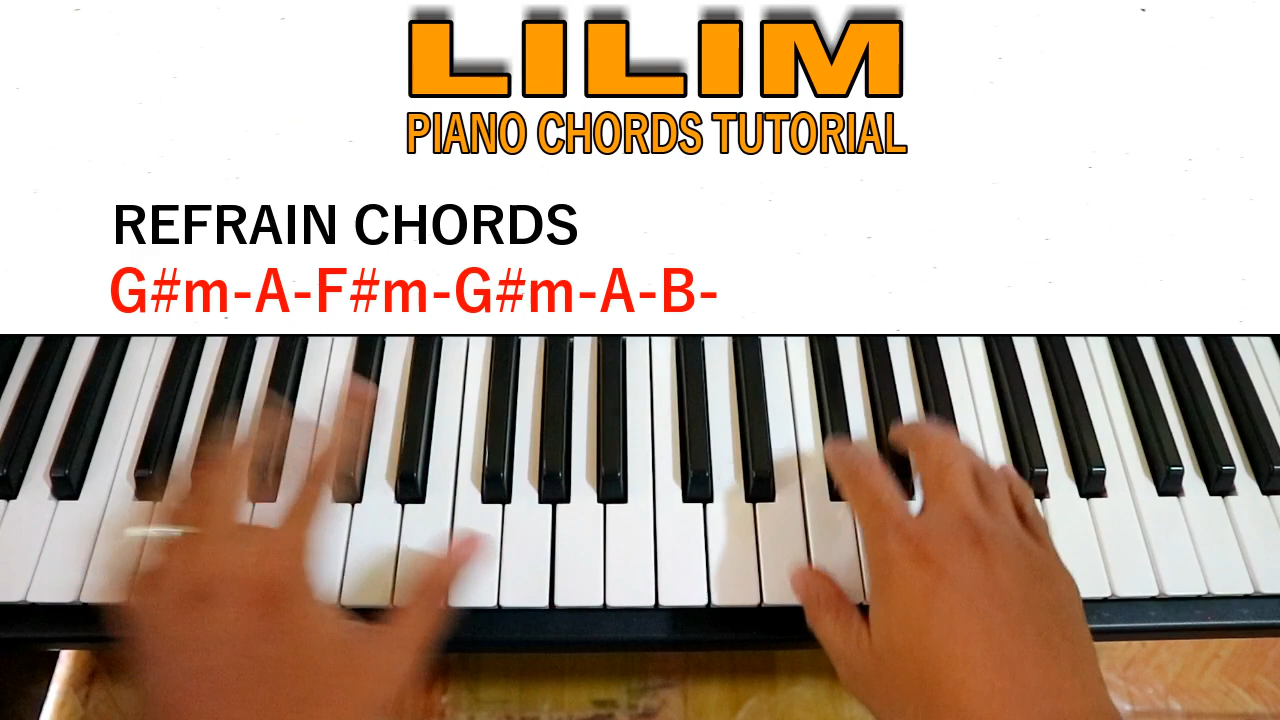 LILIM
PIANO CHORDS TUTORIAL
REFRAIN CHORDS
G#m-A-F#m-G#m-A-B-